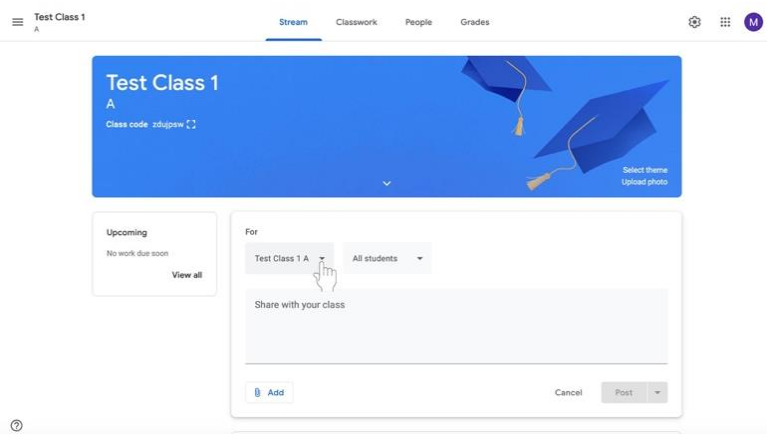 Test Class 1
A
Stream
Classwork
People
Grades
M
Test Class 1
A
Class code zdujpsw
Select theme
Upload photo
Upcoming
No work due soon
View all
For
Test Class 1 A
All students
Share with your class
Add
Cancel
Post